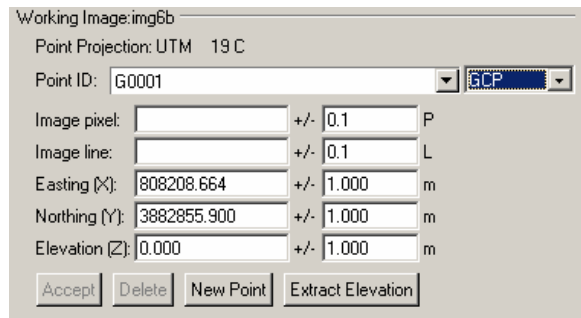 Working Image:img6b
Point Projection: UTM 19 C
Point ID: G0001 GCP
Image pixel: +/- 0.1 P
Image line: +/- 0.1 L
Easting (X): 808208.664 +/- 1.000 m
Northing (Y): 3882855.900 +/- 1.000 m
Elevation (Z): 0.000 +/- 1.000 m
Accept Delete New Point Extract Elevation